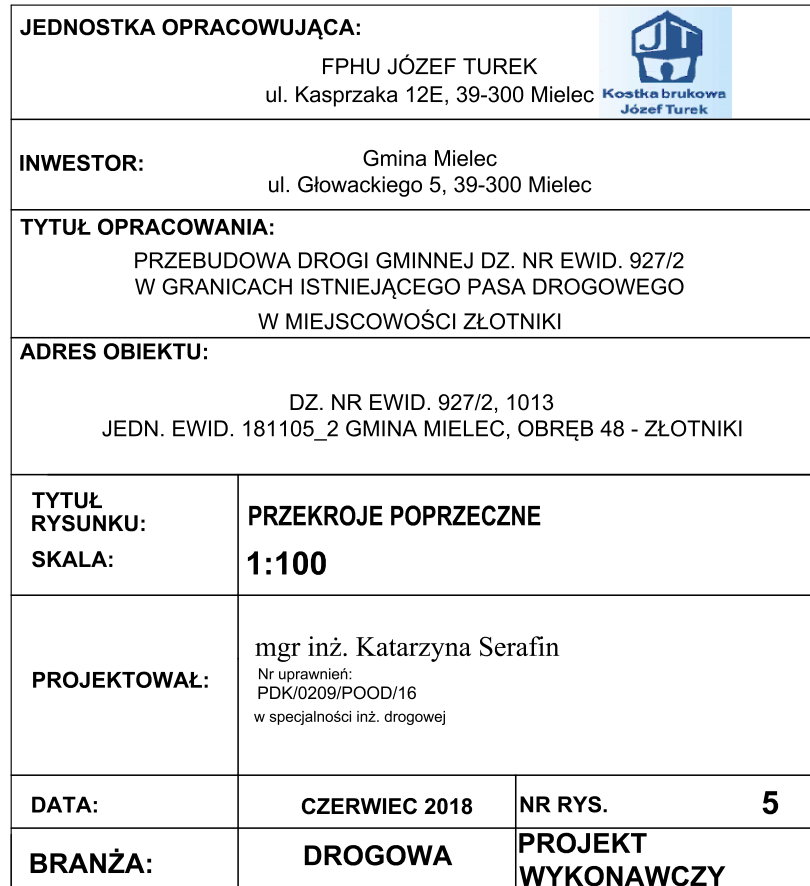 JEDNOSTKA OPRACOWUJĄCA:
FPHU JÓZEF TUREK
ul. Kasprzaka 12E, 39-300 Mielec
JT
Kostka brukowa
Józef Turek
INWESTOR:
Gmina Mielec
ul. Głowackiego 5, 39-300 Mielec
TYTUŁ OPRACOWANIA:
PRZEBUDOWA DROGI GMINNEJ DZ. NR EWID. 927/2
W GRANICACH ISTNIEJĄCEGO PASA DROGOWEGO
W MIEJSCOWOŚCI ZŁOTNIKI
ADRES OBIEKTU:
DZ. NR EWID. 927/2, 1013
JEDN. EWID. 181105_2 GMINA MIELEC, OBRĘB 48 - ZŁOTNIKI
TYTUŁ
RYSUNKU:
PRZEKROJE POPRZECZNE
SKALA:
1:100
PROJEKTOWAŁ:
mgr inż. Katarzyna Serafin
Nr uprawnień:
PDK/0209/POOD/16
w specjalności inż. drogowej
DATA:
CZERWIEC 2018
NR RYS.
5
BRANŻA:
DROGOWA
PROJEKT
WYKONAWCZY